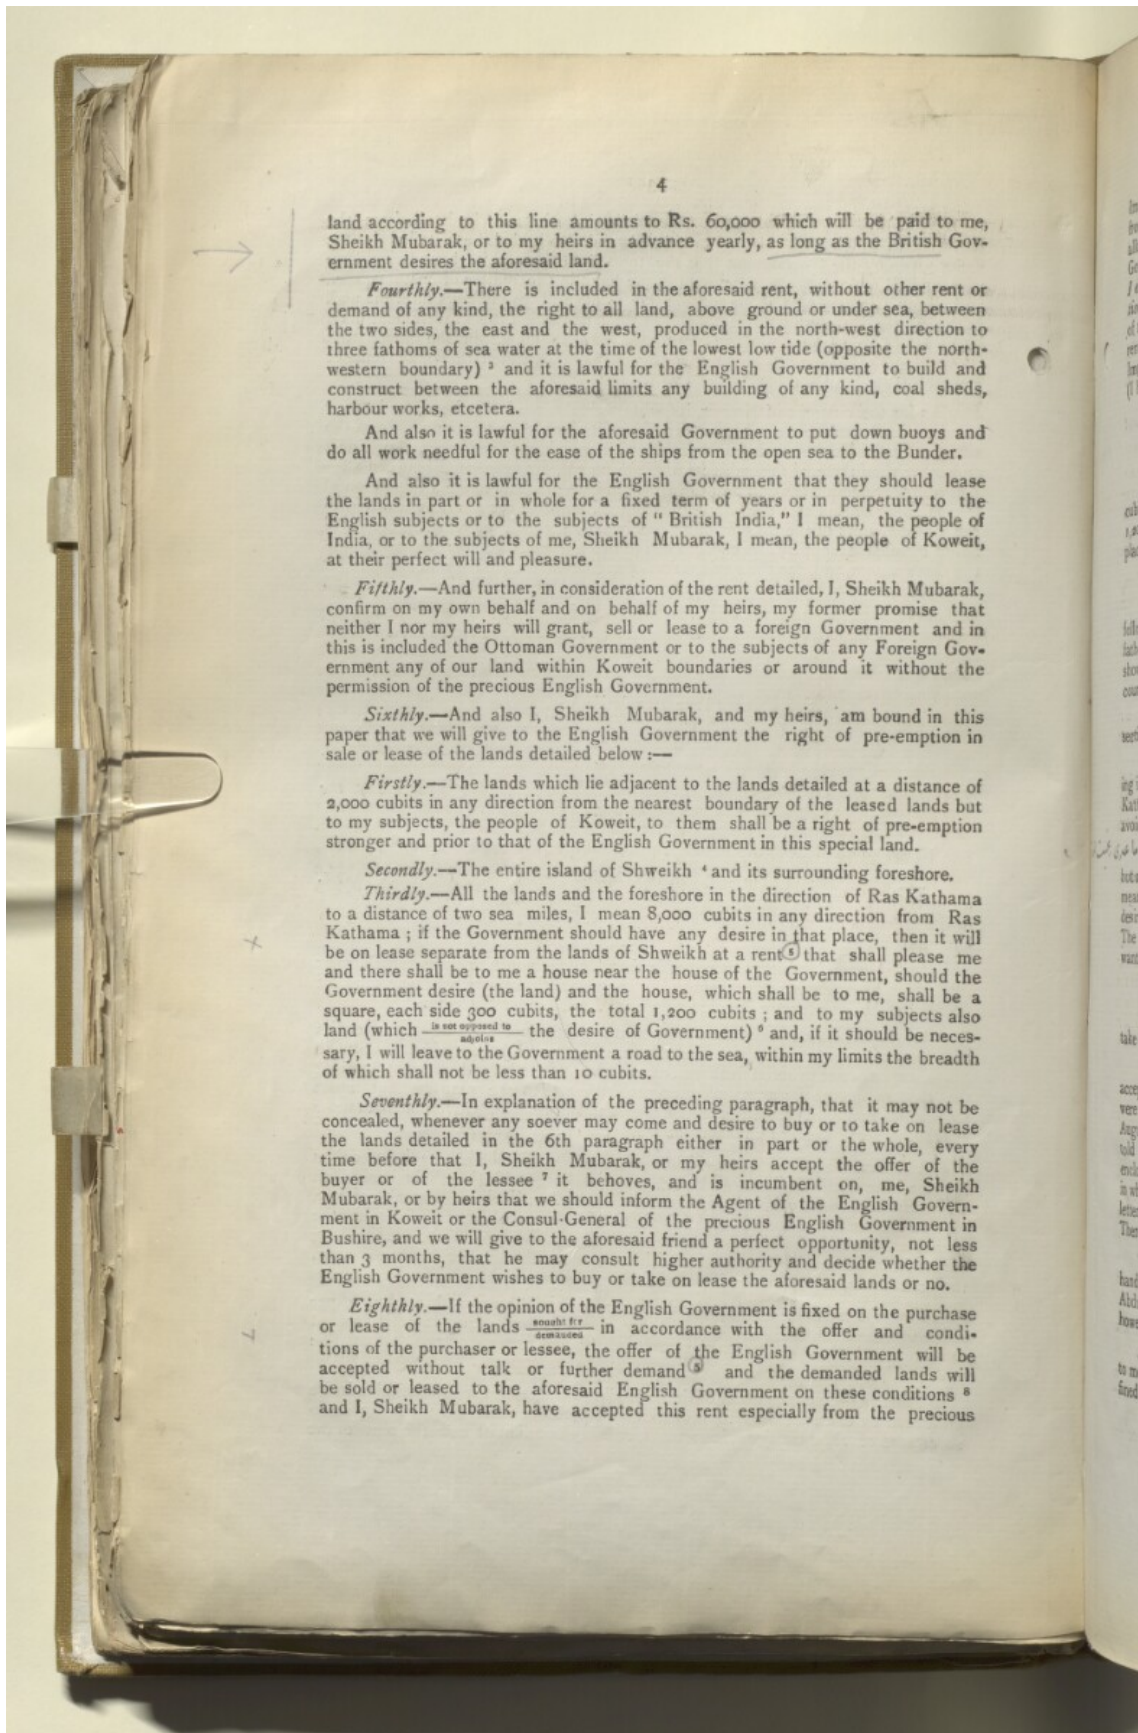 4
land according to this line amounts to Rs. 60,000 which will be paid to me,
Sheikh Mubarak, or to my heirs in advance yearly, as long as the British Gov-
ernment desires the aforesaid land.
Fourthly.—There is included in the aforesaid rent, without other rent or
demand of any kind, the right to all land, above ground or under sea, between
the two sides, the east and the west, produced in the north-west direction to
three fathoms of sea water at the time of the lowest low tide (opposite the north-
western boundary) ³ and it is lawful for the English Government to build and
construct between the aforesaid limits any building of any kind, coal sheds,
harbour works, etcetera.
And also it is lawful for the aforesaid Government to put down buoys and
do all work needful for the ease of the ships from the open sea to the Bunder.
And also it is lawful for the English Government that they should lease
the lands in part or in whole for a fixed term of years or in perpetuity to the
English subjects or to the subjects of "British India," I mean, the people of
India, or to the subjects of me, Sheikh Mubarak, I mean, the people of Koweit,
at their perfect will and pleasure.
Fifthly.—And further, in consideration of the rent detailed, I, Sheikh Mubarak,
confirm on my own behalf and on behalf of my heirs, my former promise that
neither I nor my heirs will grant, sell or lease to a foreign Government and in
this is included the Ottoman Government or to the subjects of any Foreign Gov-
ernment any of our land within Koweit boundaries or around it without the
permission of the precious English Government.
Sixthly.—And also I, Sheikh Mubarak, and my heirs, am bound in this
paper that we will give to the English Government the right of pre-emption in
sale or lease of the lands detailed below :—
Firstly.—The lands which lie adjacent to the lands detailed at a distance of
2,000 cubits in any direction from the nearest boundary of the leased lands but
to my subjects, the people of Koweit, to them shall be a right of pre-emption
stronger and prior to that of the English Government in this special land.
Secondly.—The entire island of Shweikh ⁴ and its surrounding foreshore.
Thirdly.—All the lands and the foreshore in the direction of Ras Kathama
to a distance of two sea miles, I mean 8,000 cubits in any direction from Ras
Kathama ; if the Government should have any desire in that place, then it will
be on lease separate from the lands of Shweikh at a rent ⁵ that shall please me
and there shall be to me a house near the house of the Government, should the
Government desire (the land) and the house, which shall be to me, shall be a
square, each side 300 cubits, the total 1,200 cubits ; and to my subjects also
land (which is not opposed to / adjoins the desire of Government) ⁶ and, if it should be neces-
sary, I will leave to the Government a road to the sea, within my limits the breadth
of which shall not be less than 10 cubits.
Seventhly.—In explanation of the preceding paragraph, that it may not be
concealed, whenever any soever may come and desire to buy or to take on lease
the lands detailed in the 6th paragraph either in part or the whole, every
time before that I, Sheikh Mubarak, or my heirs accept the offer of the
buyer or of the lessee ⁷ it behoves, and is incumbent on, me, Sheikh
Mubarak, or by heirs that we should inform the Agent of the English Govern-
ment in Koweit or the Consul-General of the precious English Government in
Bushire, and we will give to the aforesaid friend a perfect opportunity, not less
than 3 months, that he may consult higher authority and decide whether the
English Government wishes to buy or take on lease the aforesaid lands or no.
Eighthly.—If the opinion of the English Government is fixed on the purchase
or lease of the lands sought for / demanded in accordance with the offer and condi-
tions of the purchaser or lessee, the offer of the English Government will be
accepted without talk or further demand and the demanded lands will
be sold or leased to the aforesaid English Government on these conditions ⁸
and I, Sheikh Mubarak, have accepted this rent especially from the precious